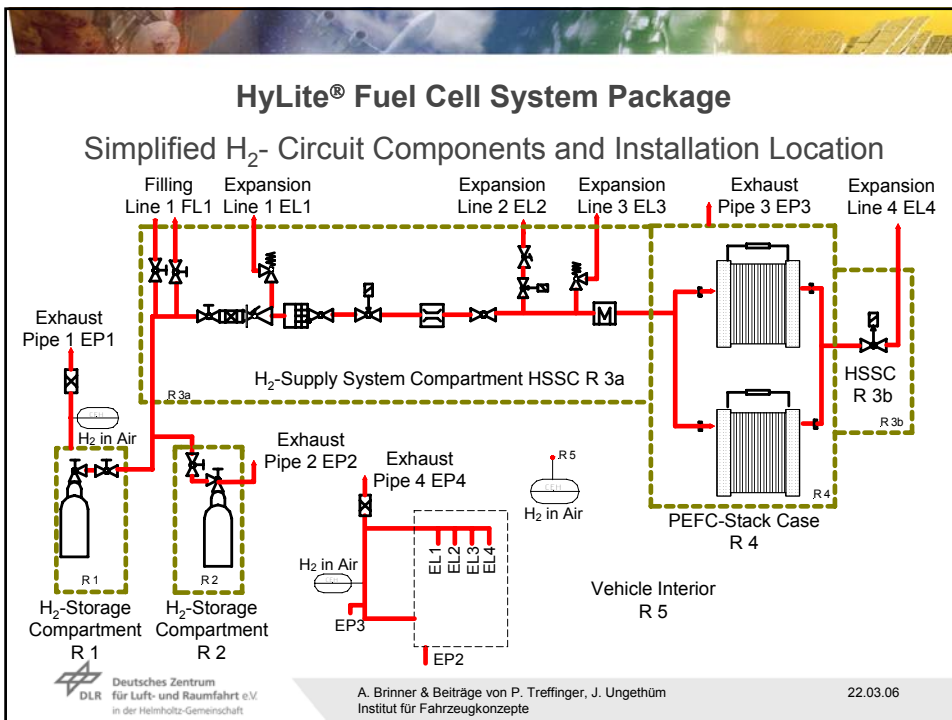 HyLite® Fuel Cell System Package
Simplified H2- Circuit Components and Installation Location
Filling
Line 1 FL1
Expansion
Line 1 EL1
Expansion
Line 2 EL2
Expansion
Line 3 EL3
Exhaust
Pipe 3 EP3
Expansion
Line 4 EL4
Exhaust
Pipe 1 EP1
M
H2-Supply System Compartment HSSC R 3a
R 3a
HSSC
R 3b
R 3b
H2 in Air
Exhaust
Pipe 2 EP2
Exhaust
Pipe 4 EP4
R 5
H2 in Air
R 4
PEFC-Stack Case
R 4
EL1
EL2
EL3
EL4
H2 in Air
Vehicle Interior
R 5
R 1
R 2
H2-Storage
Compartment
R 1
H2-Storage
Compartment
R 2
EP3
EP2
DLR
Deutsches Zentrum
für Luft- und Raumfahrt e.V.
in der Helmholtz-Gemeinschaft
A. Brinner & Beiträge von P. Treffinger, J. Ungethüm
Institut für Fahrzeugkonzepte
22.03.06